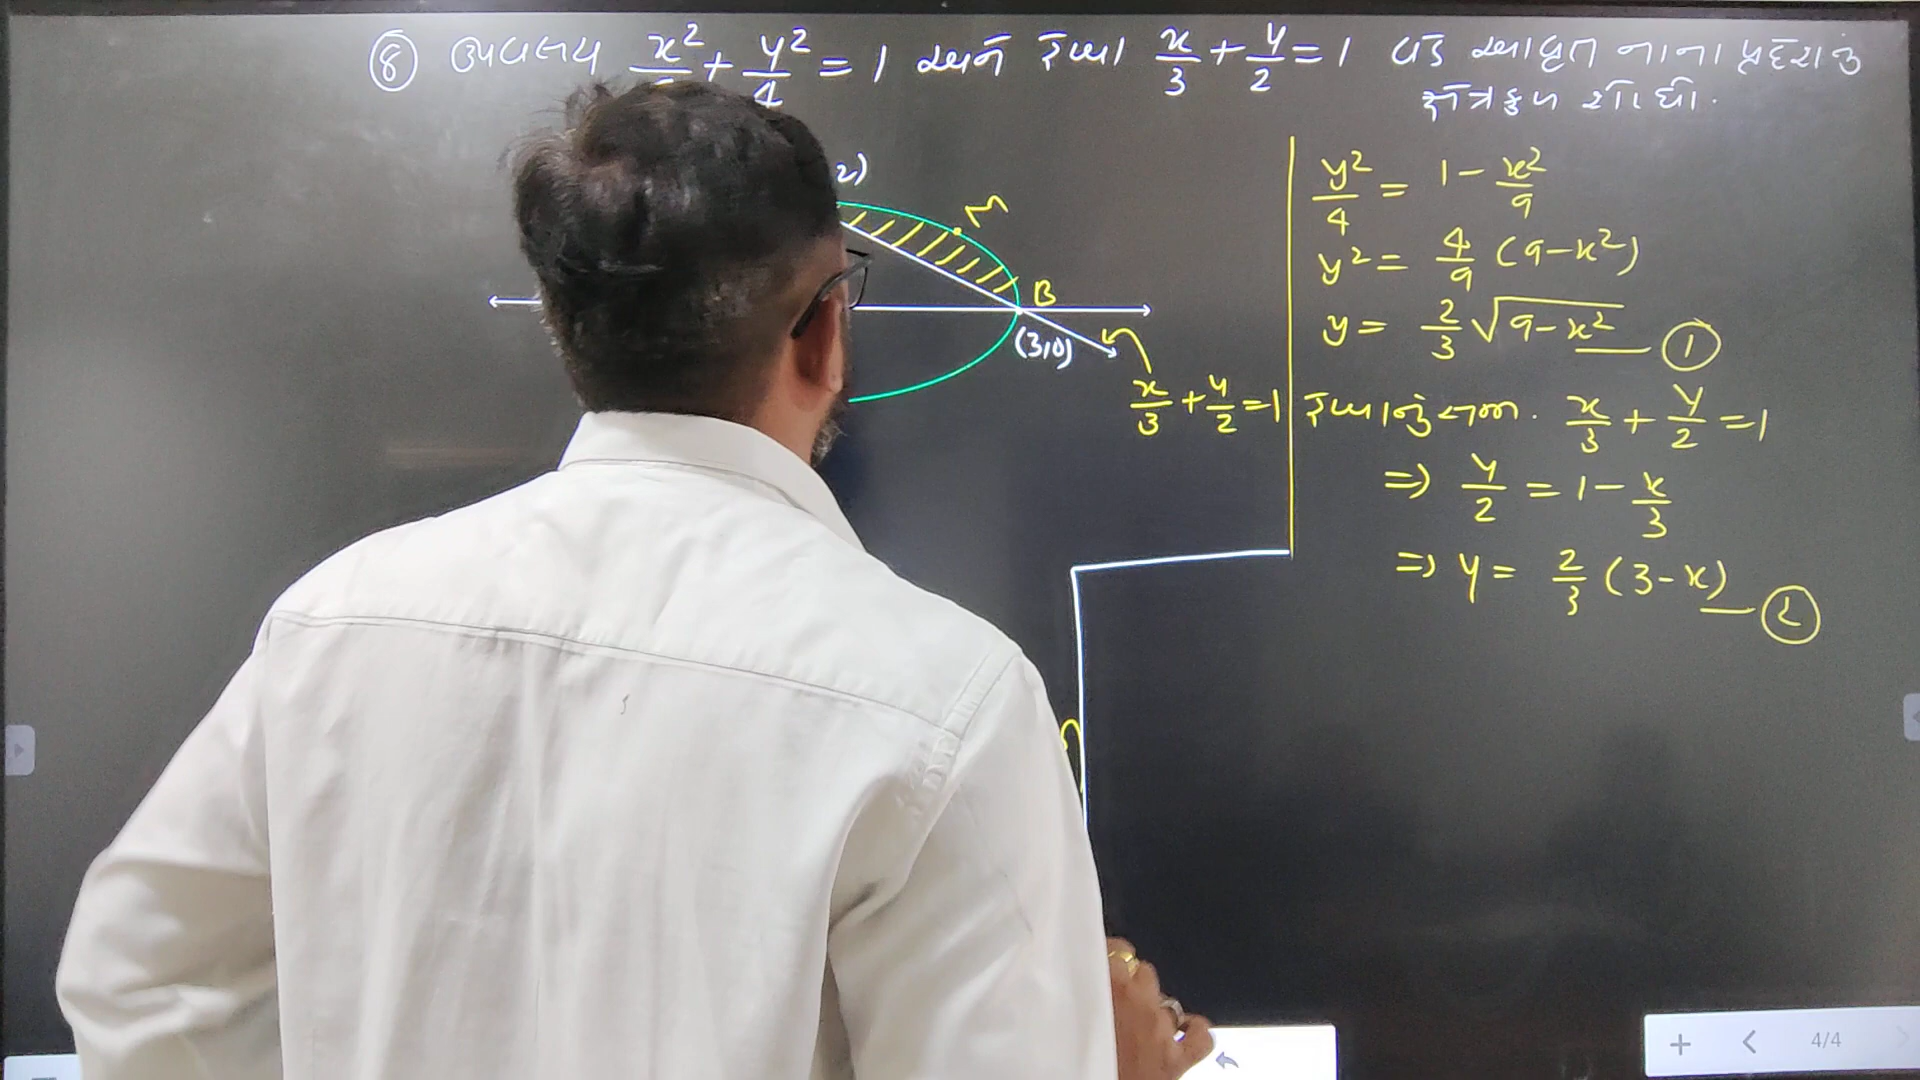 ⑧ ઉપવલય x²/ + y²/4 = 1 અને રેખા x/3 + y/2 = 1 વડે આવૃત્ત નાના પ્રદેશનું
ક્ષેત્રફળ શોધો.
2)
M
B
(3,0)
x/3 + y/2 = 1
y²/4 = 1 - x²/9
y² = 4/9 (9-x²)
y = 2/3 √(9-x²) — ①
રેખાનું સમી. x/3 + y/2 = 1
⇒ y/2 = 1 - x/3
⇒ y = 2/3 (3-x) — ②
4/4